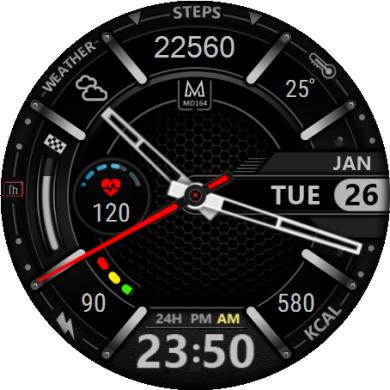 STEPS
22560
WEATHER
25°
MD164
JAN
TUE 26
120
90
580
24H PM AM
KCAL
23:50